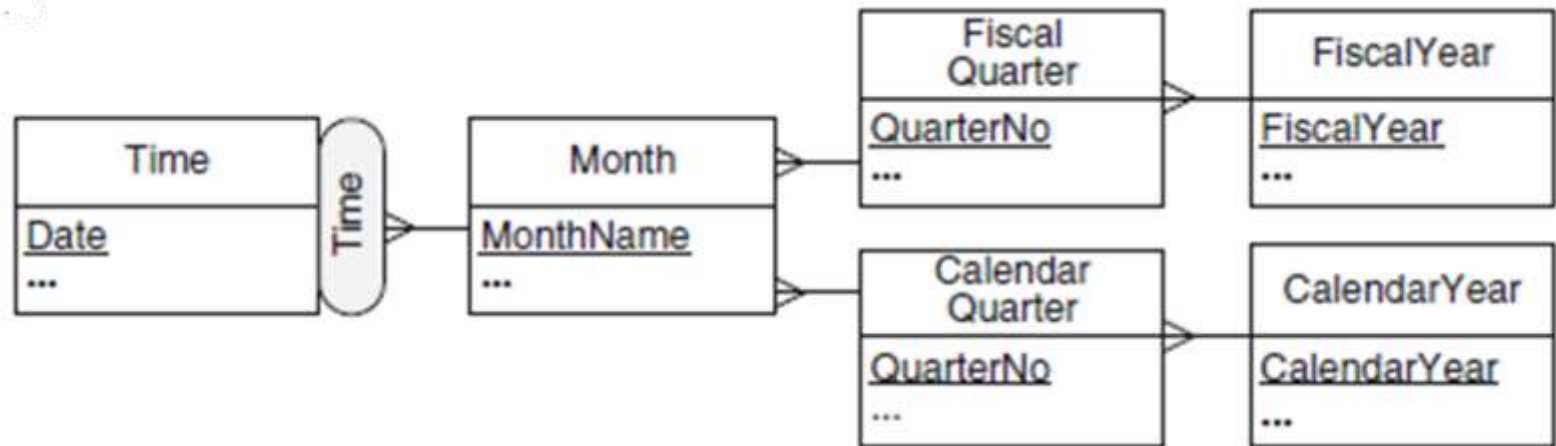 Time
Date
...
Time
Month
MonthName
...
Fiscal
Quarter
QuarterNo
...
FiscalYear
FiscalYear
...
Calendar
Quarter
QuarterNo
...
CalendarYear
CalendarYear
...